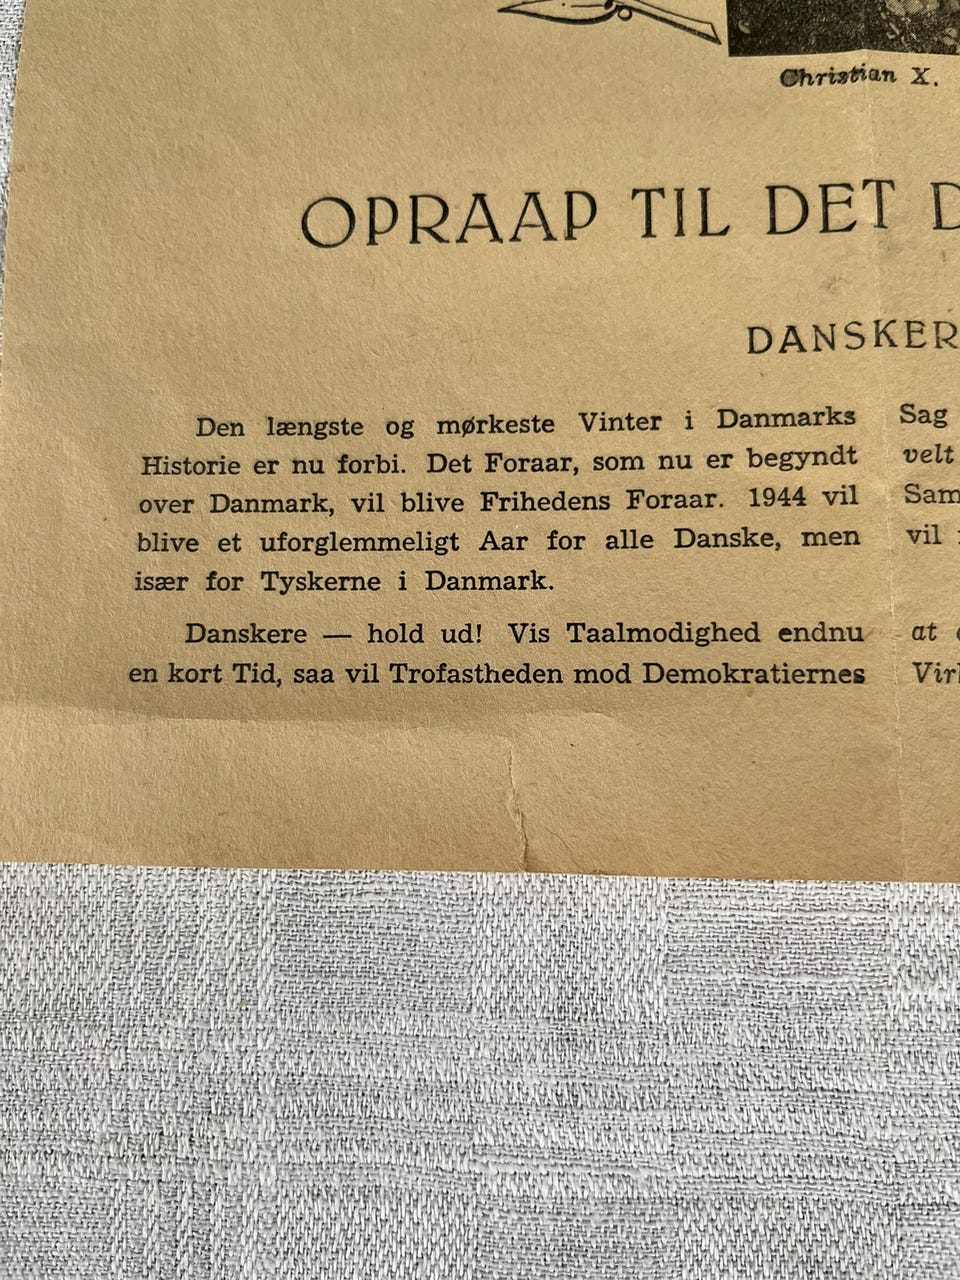 Christian X.
OPRAAP TIL DET
DANSKER
Den længste og mørkeste Vinter i Danmarks
Historie er nu forbi. Det Foraar, som nu er begyndt
over Danmark, vil blive Frihedens Foraar. 1944 vil
blive et uforglemmeligt Aar for alle Danske, men
især for Tyskerne i Danmark.
Danskere — hold ud! Vis Taalmodighed endnu
en kort Tid, saa vil Trofastheden mod Demokratiernes
Sag
velt
Sam
vil
at